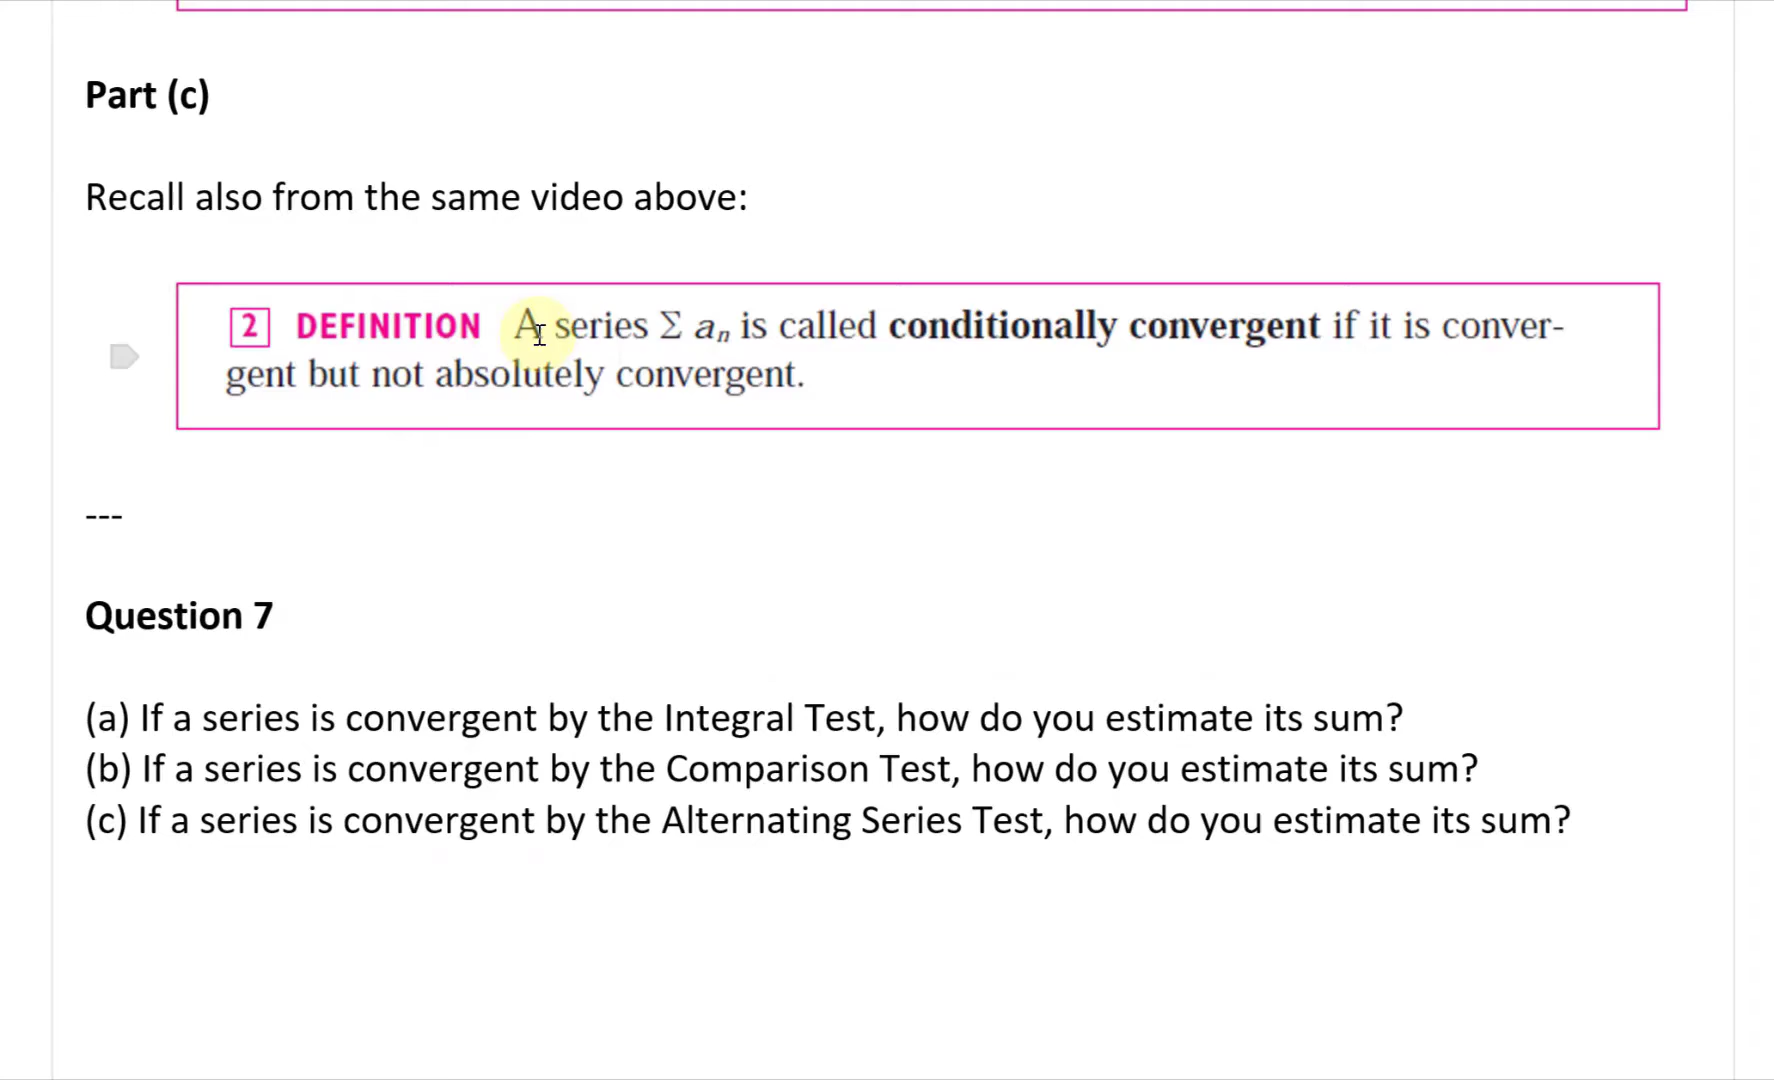 Part (c)
Recall also from the same video above:
2 DEFINITION A series Σ aₙ is called conditionally convergent if it is conver-
gent but not absolutely convergent.
---
Question 7
(a) If a series is convergent by the Integral Test, how do you estimate its sum?
(b) If a series is convergent by the Comparison Test, how do you estimate its sum?
(c) If a series is convergent by the Alternating Series Test, how do you estimate its sum?